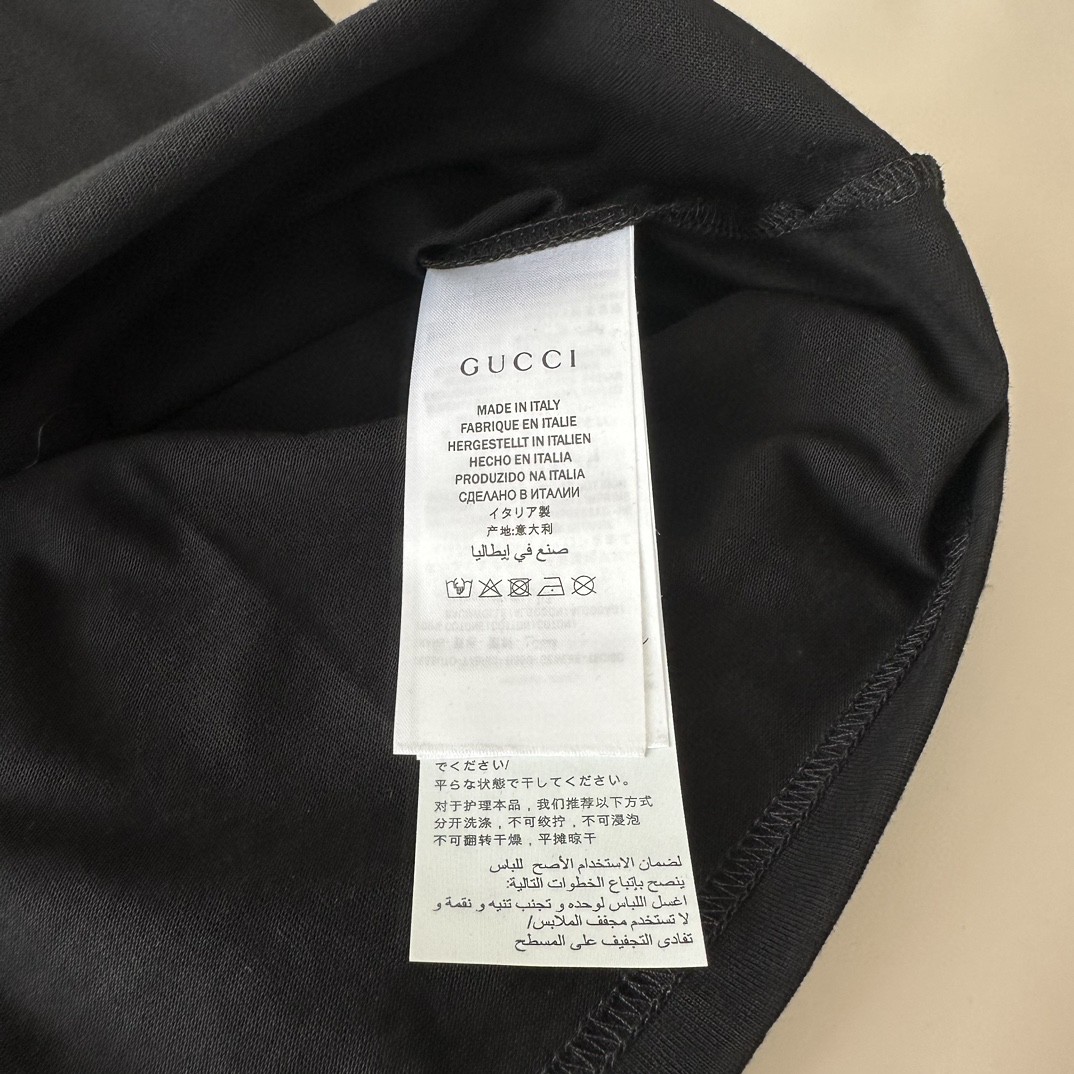 GUCCI
MADE IN ITALY
FABRIQUE EN ITALIE
HERGESTELLT IN ITALIEN
HECHO EN ITALIA
PRODUZIDO NA ITALIA
СДЕЛАНО В ИТАЛИИ
イタリア製
产地:意大利
صنع في إيطاليا
でください/
平らな状態で干してください。
对于护理本品，我们推荐以下方式
分开洗涤，不可绞拧，不可浸泡
不可翻转干燥，平摊晾干
لضمان الاستخدام الأصح للباس
ينصح بإتباع الخطوات التالية:
اغسل اللباس لوحده و تجنب تنيه و نقمة و
لا تستخدم مجفف الملابس/
تفادى التجفيف على المسطح